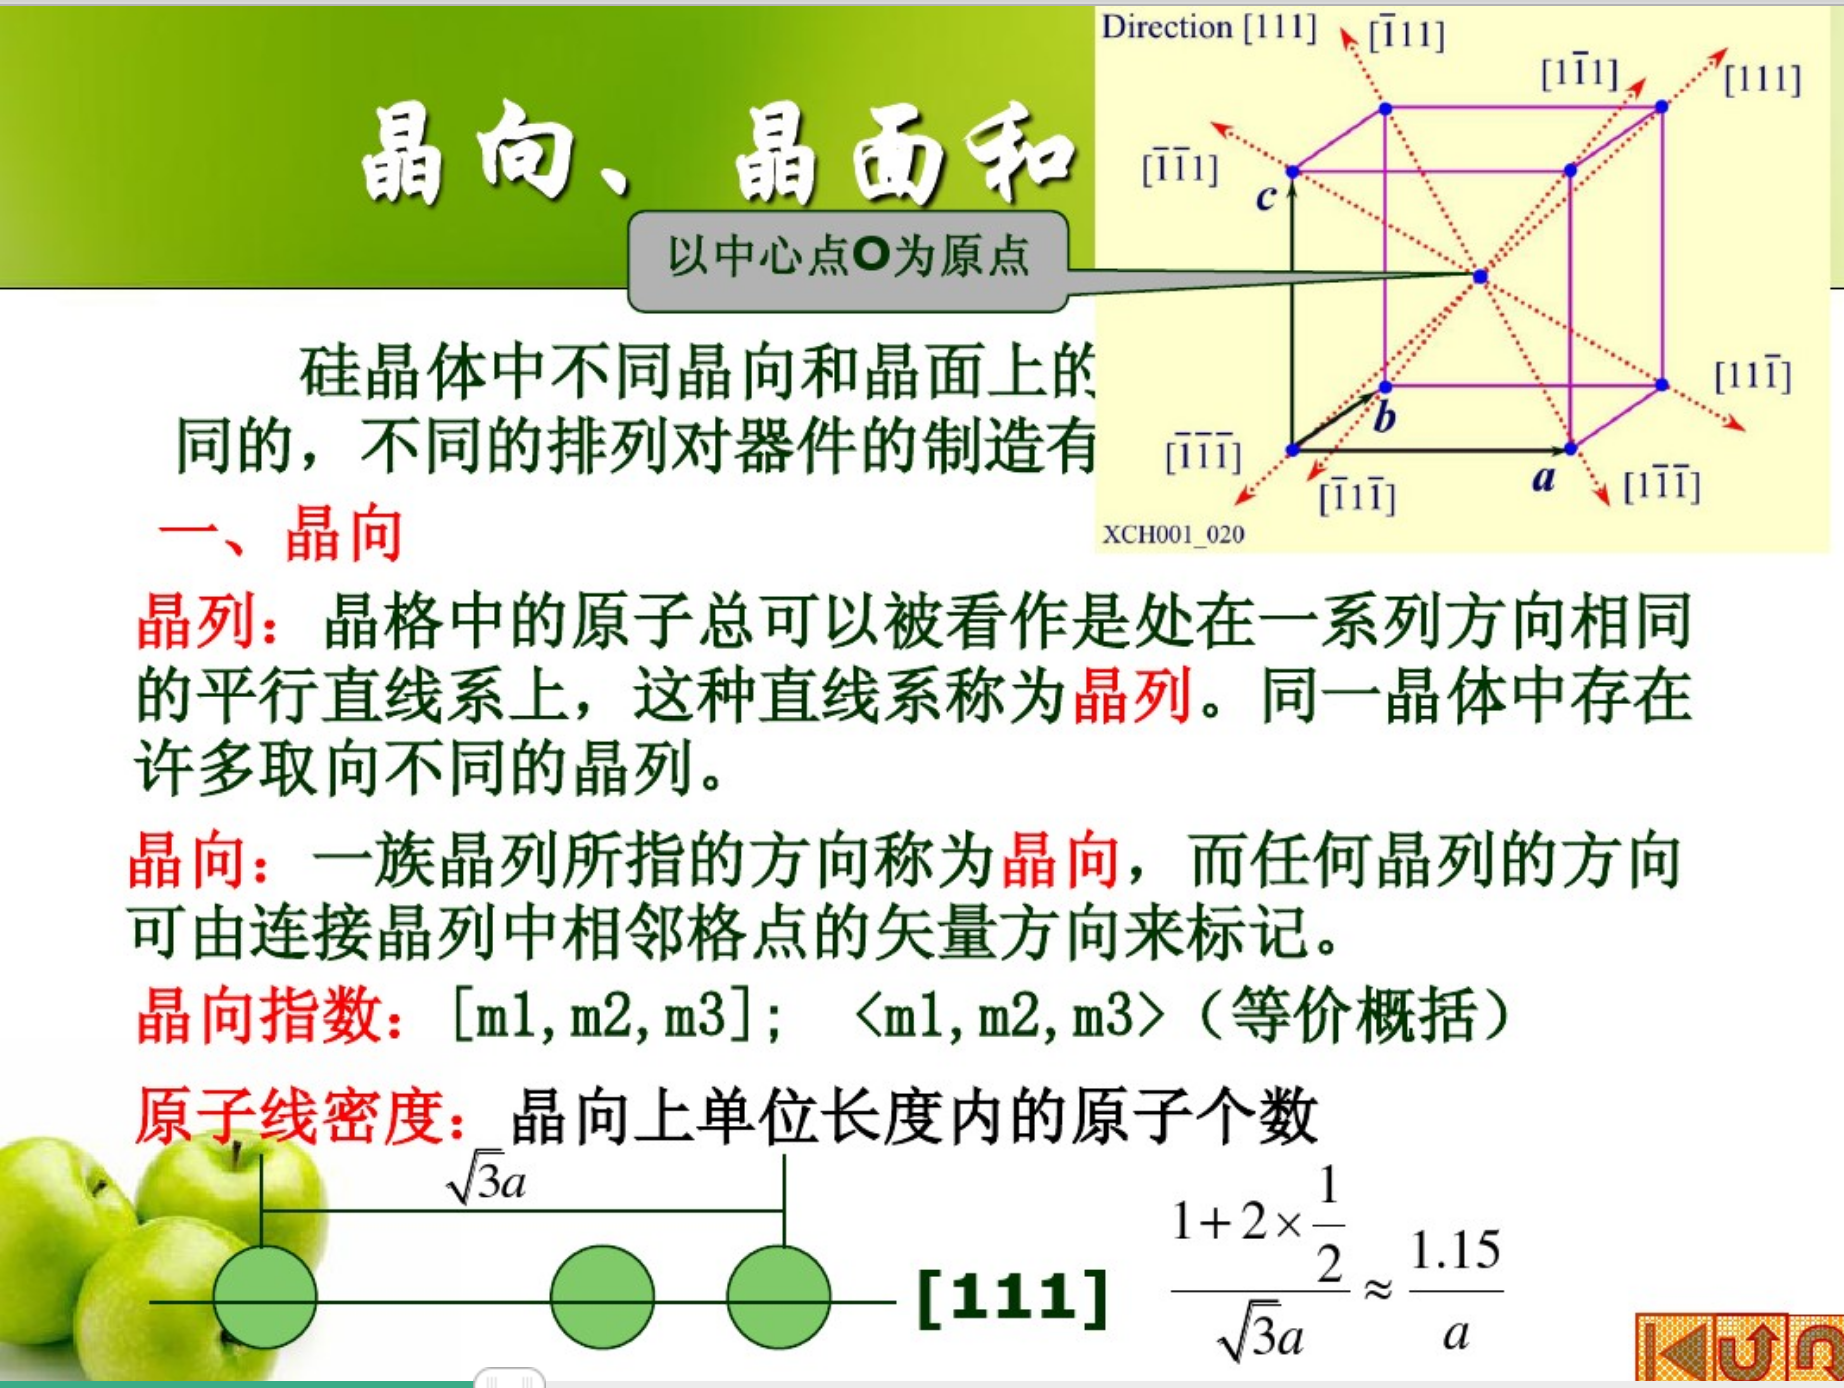 晶向、晶面和
Direction [111]
[1̄11]
[11̄1]
[111]
[1̄1̄1]
c
以中心点O为原点
硅晶体中不同晶向和晶面上的
同的，不同的排列对器件的制造有
[111̄]
b
[1̄1̄1̄]
a
[1̄11̄]
[11̄1̄]
XCH001_020
一、晶向
晶列：晶格中的原子总可以被看作是处在一系列方向相同
的平行直线系上，这种直线系称为晶列。同一晶体中存在
许多取向不同的晶列。
晶向：一族晶列所指的方向称为晶向，而任何晶列的方向
可由连接晶列中相邻格点的矢量方向来标记。
晶向指数：[m1,m2,m3]; <m1,m2,m3>（等价概括）
原子线密度：晶向上单位长度内的原子个数
√3a
[111]
(1+2×1/2)/(√3a) ≈ 1.15/a